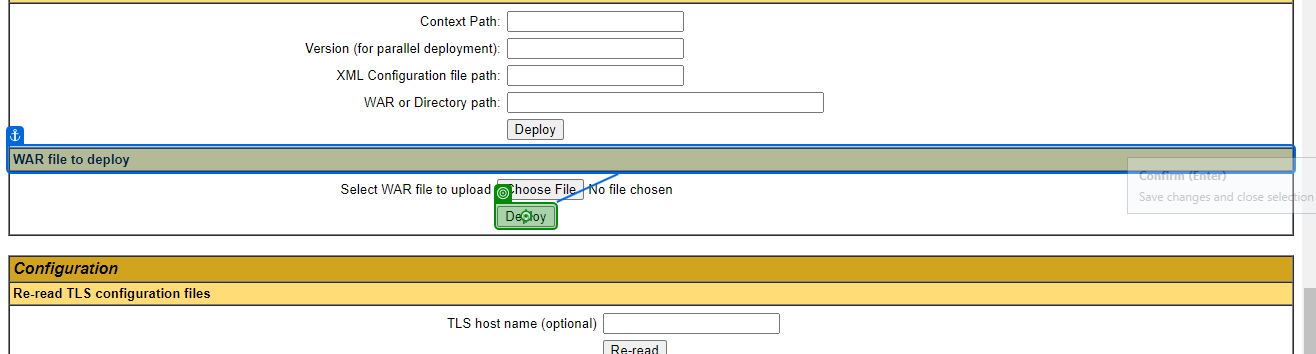 Context Path:
Version (for parallel deployment):
XML Configuration file path:
WAR or Directory path:
Deploy
WAR file to deploy
Confirm (Enter)
Save changes and close selection
Select WAR file to upload Choose File No file chosen
Deploy
Configuration
Re-read TLS configuration files
TLS host name (optional)
Re-read